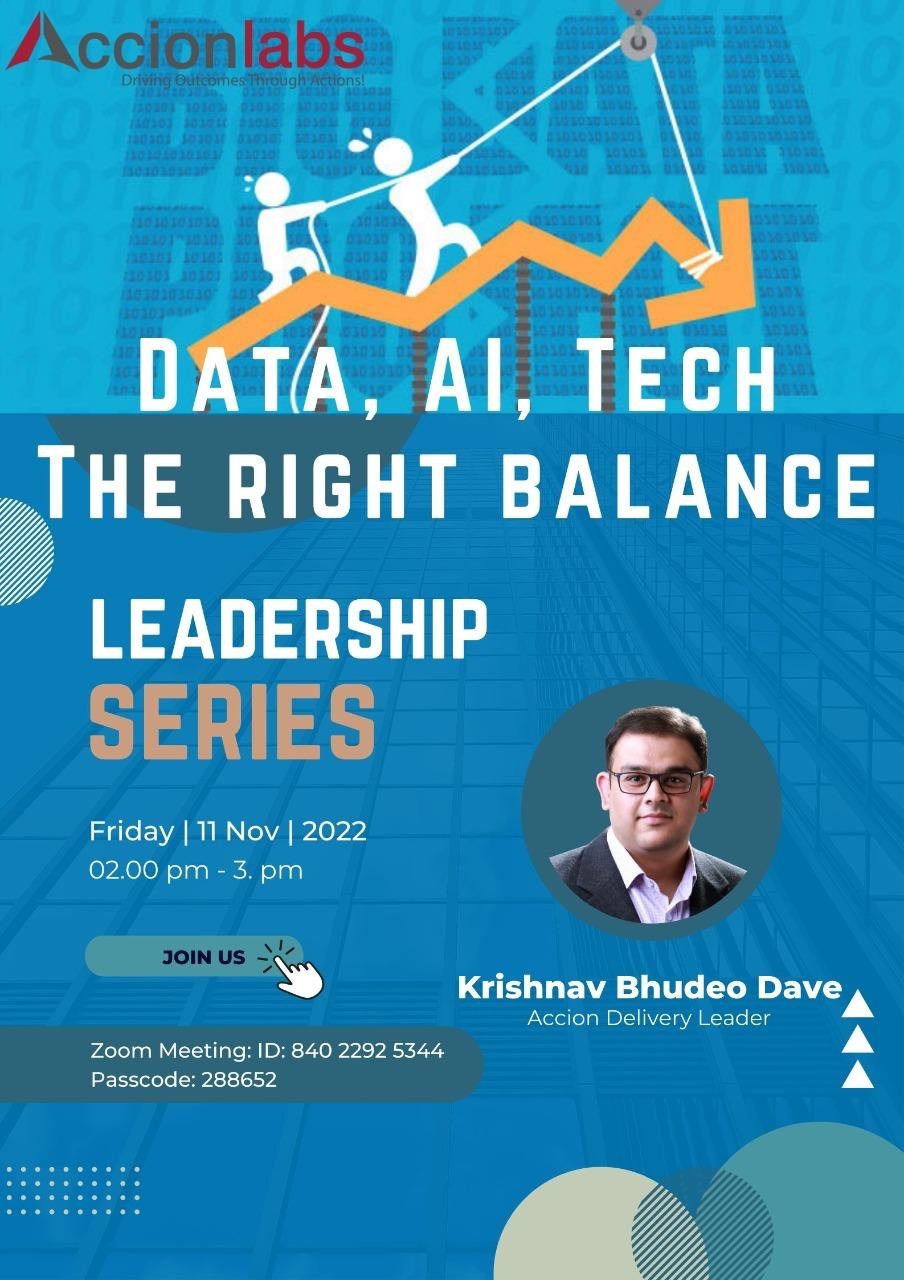 Accionlabs
Driving Outcomes Through Actions!
BIG DATA
DATA, AI, TECH
THE RIGHT BALANCE
LEADERSHIP
SERIES
Friday | 11 Nov | 2022
02.00 pm - 3. pm
JOIN US
Krishnav Bhudeo Dave
Accion Delivery Leader
Zoom Meeting: ID: 840 2292 5344
Passcode: 288652